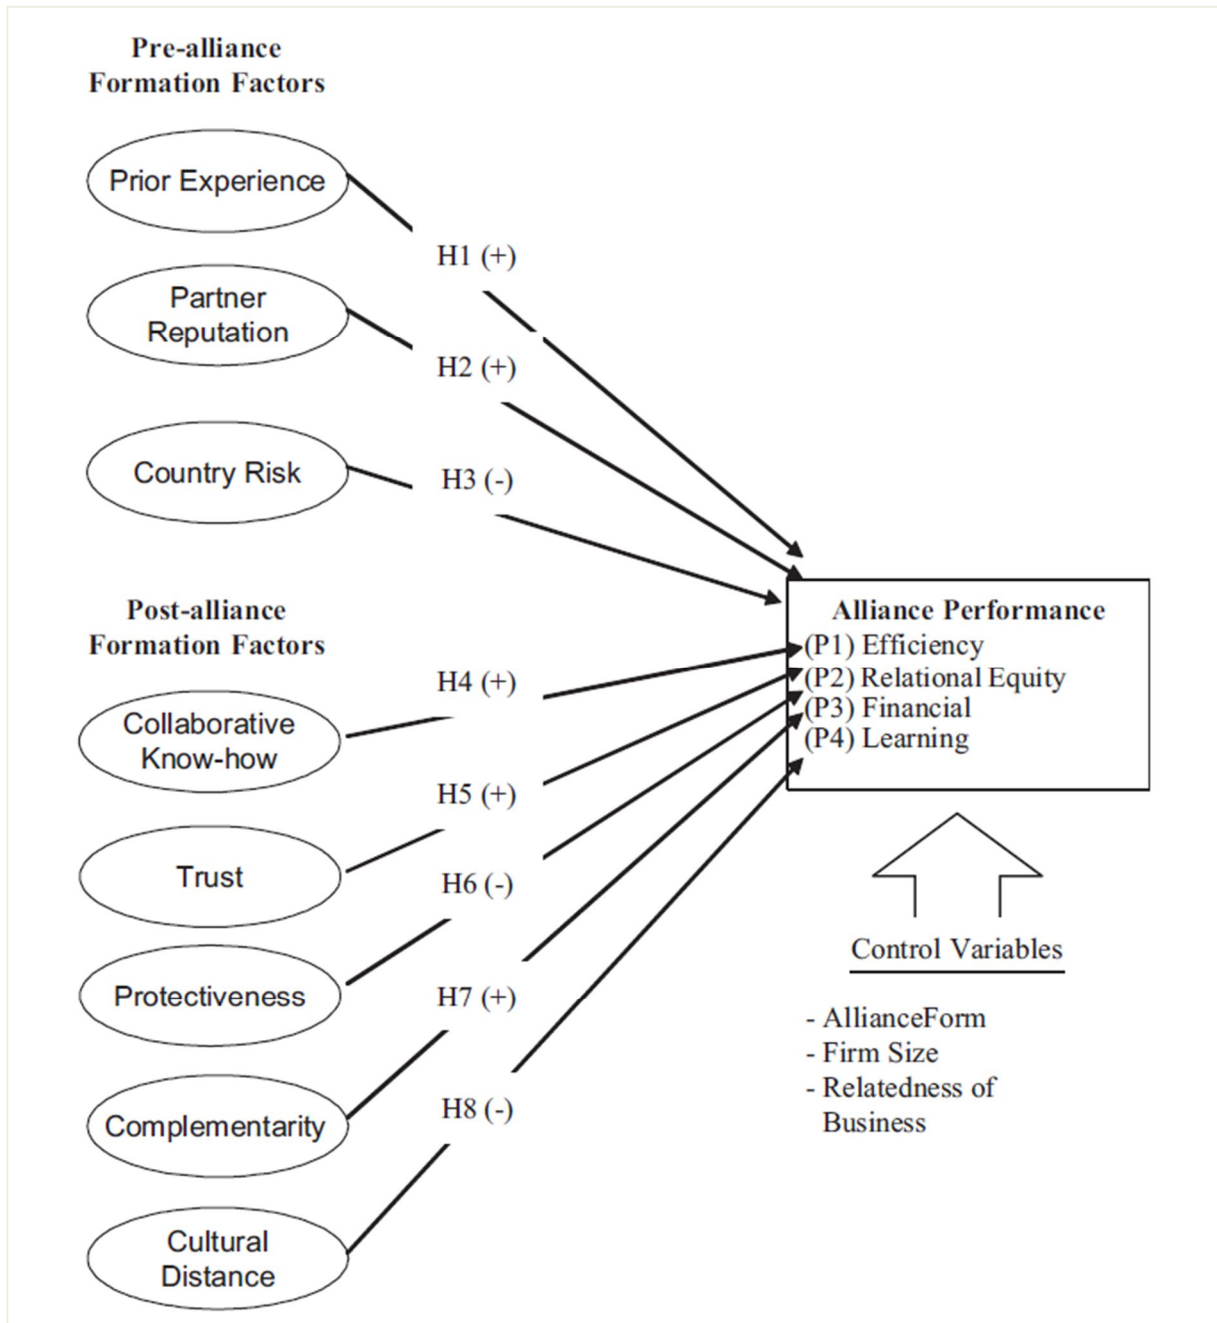 Pre-alliance
Formation Factors
Prior Experience
H1 (+)
Partner
Reputation
H2 (+)
Country Risk
H3 (-)
Post-alliance
Formation Factors
Collaborative
Know-how
H4 (+)
Trust
H5 (+)
Protectiveness
H6 (-)
Complementarity
H7 (+)
Cultural
Distance
H8 (-)
Alliance Performance
(P1) Efficiency
(P2) Relational Equity
(P3) Financial
(P4) Learning
Control Variables
- AllianceForm
- Firm Size
- Relatedness of
Business